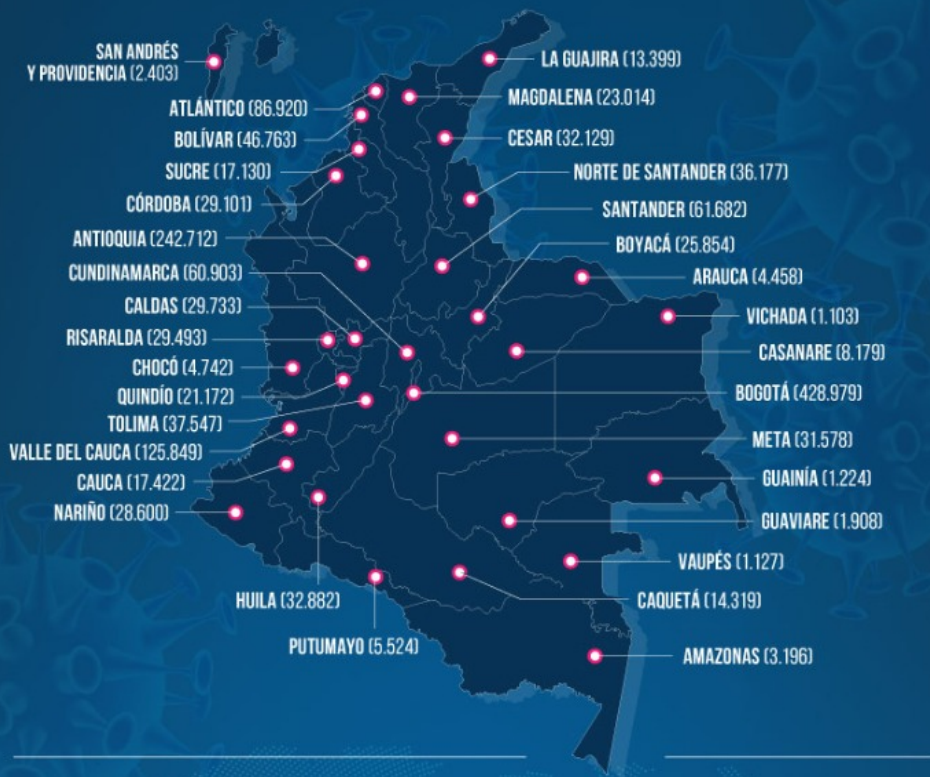 SAN ANDRÉS
Y PROVIDENCIA (2.403)
ATLÁNTICO (86.920)
BOLÍVAR (46.763)
SUCRE (17.130)
CÓRDOBA (29.101)
ANTIOQUIA (242.712)
CUNDINAMARCA (60.903)
CALDAS (29.733)
RISARALDA (29.493)
CHOCÓ (4.742)
QUINDÍO (21.172)
TOLIMA (37.547)
VALLE DEL CAUCA (125.849)
CAUCA (17.422)
NARIÑO (28.600)
HUILA (32.882)
PUTUMAYO (5.524)
LA GUAJIRA (13.399)
MAGDALENA (23.014)
CESAR (32.129)
NORTE DE SANTANDER (36.177)
SANTANDER (61.682)
BOYACÁ (25.854)
ARAUCA (4.458)
VICHADA (1.103)
CASANARE (8.179)
BOGOTÁ (428.979)
META (31.578)
GUAINÍA (1.224)
GUAVIARE (1.908)
VAUPÉS (1.127)
CAQUETÁ (14.319)
AMAZONAS (3.196)